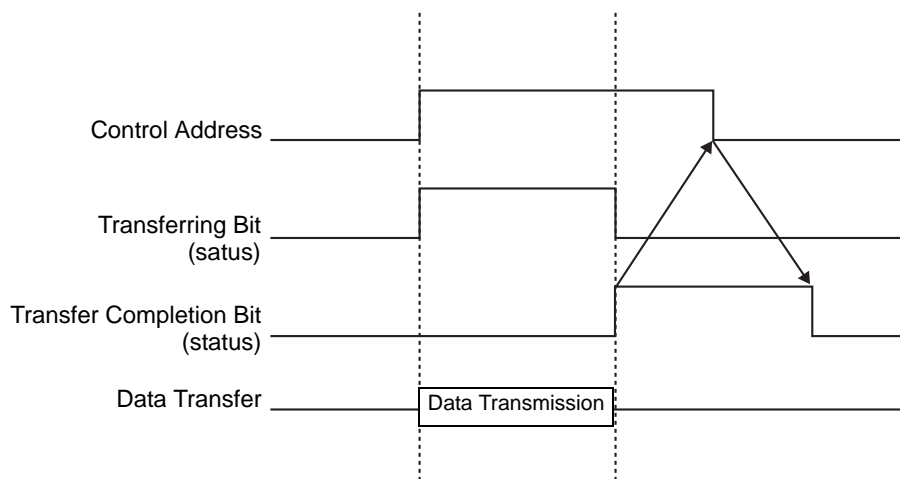 Control Address
Transferring Bit
(satus)
Transfer Completion Bit
(status)
Data Transfer
Data Transmission